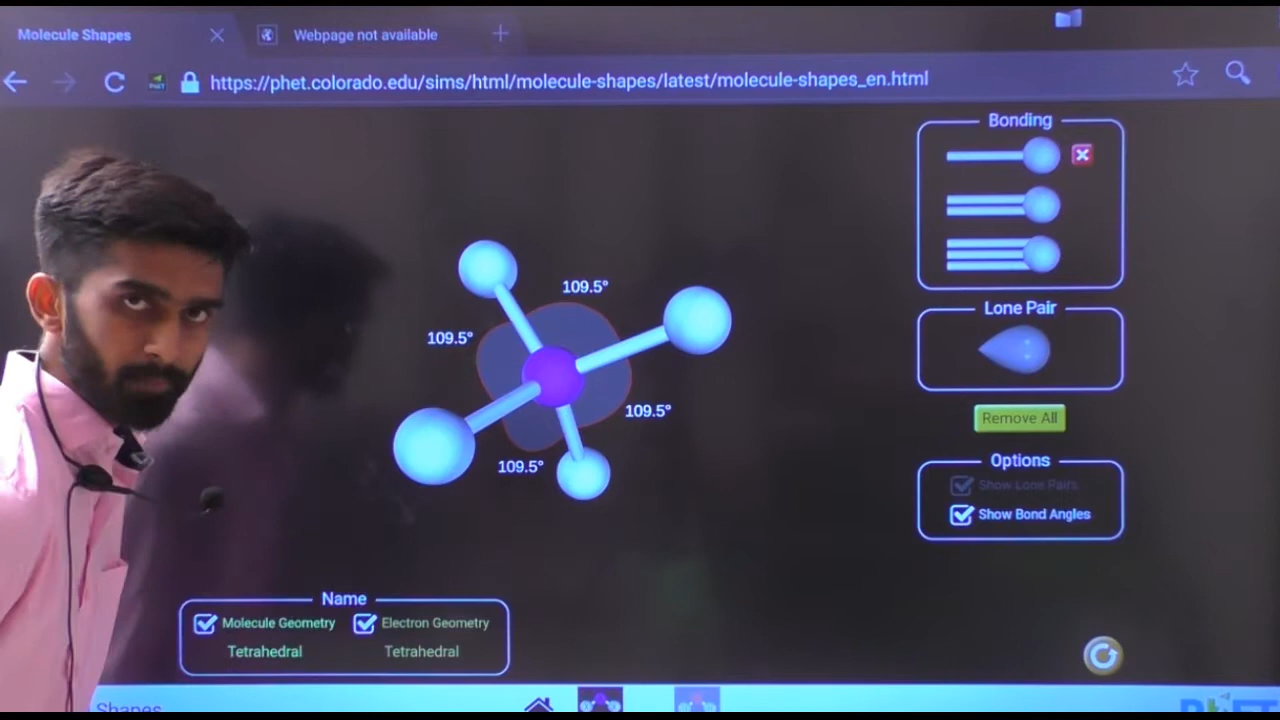 Molecule Shapes
Webpage not available
https://phet.colorado.edu/sims/html/molecule-shapes/latest/molecule-shapes_en.html
Bonding
109.5°
109.5°
Lone Pair
109.5°
Remove All
109.5°
Options
Show Lone Pairs
Show Bond Angles
Name
Molecule Geometry Electron Geometry
Tetrahedral Tetrahedral
Shapes